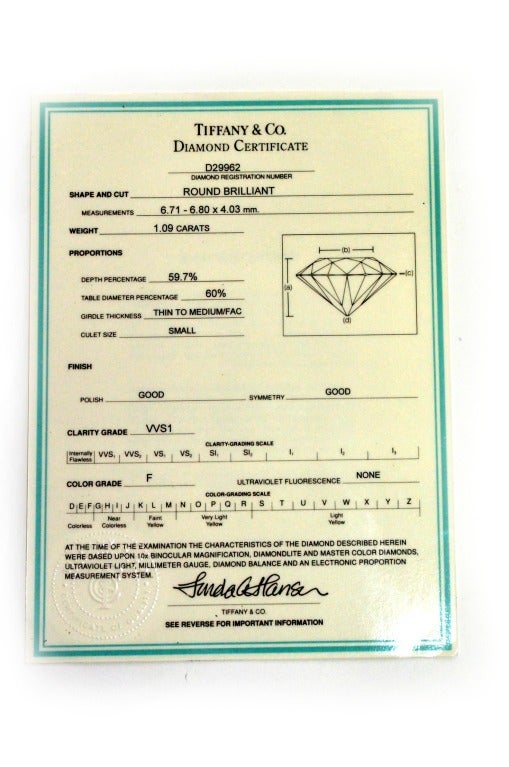 TIFFANY & CO.
DIAMOND CERTIFICATE
D29962
DIAMOND REGISTRATION NUMBER
SHAPE AND CUT ROUND BRILLIANT
MEASUREMENTS 6.71 - 6.80 x 4.03 mm.
WEIGHT 1.09 CARATS
PROPORTIONS
DEPTH PERCENTAGE 59.7%
TABLE DIAMETER PERCENTAGE 60%
GIRDLE THICKNESS THIN TO MEDIUM/FAC
CULET SIZE SMALL
(b)
(a)
(c)
(d)
FINISH
POLISH GOOD SYMMETRY GOOD
CLARITY GRADE VVS1
CLARITY-GRADING SCALE
Internally Flawless VVS1 VVS2 VS1 VS2 SI1 SI2 I1 I2 I3
COLOR GRADE F ULTRAVIOLET FLUORESCENCE NONE
COLOR-GRADING SCALE
D E F G H I J K L M N O P Q R S T U V W X Y Z
Colorless Near Colorless Faint Yellow Very Light Yellow Light Yellow
AT THE TIME OF THE EXAMINATION THE CHARACTERISTICS OF THE DIAMOND DESCRIBED HEREIN
WERE BASED UPON 10x BINOCULAR MAGNIFICATION, DIAMONDLITE AND MASTER COLOR DIAMONDS,
ULTRAVIOLET LIGHT, MILLIMETER GAUGE, DIAMOND BALANCE AND AN ELECTRONIC PROPORTION
MEASUREMENT SYSTEM.
TIFFANY & CO.
SEE REVERSE FOR IMPORTANT INFORMATION